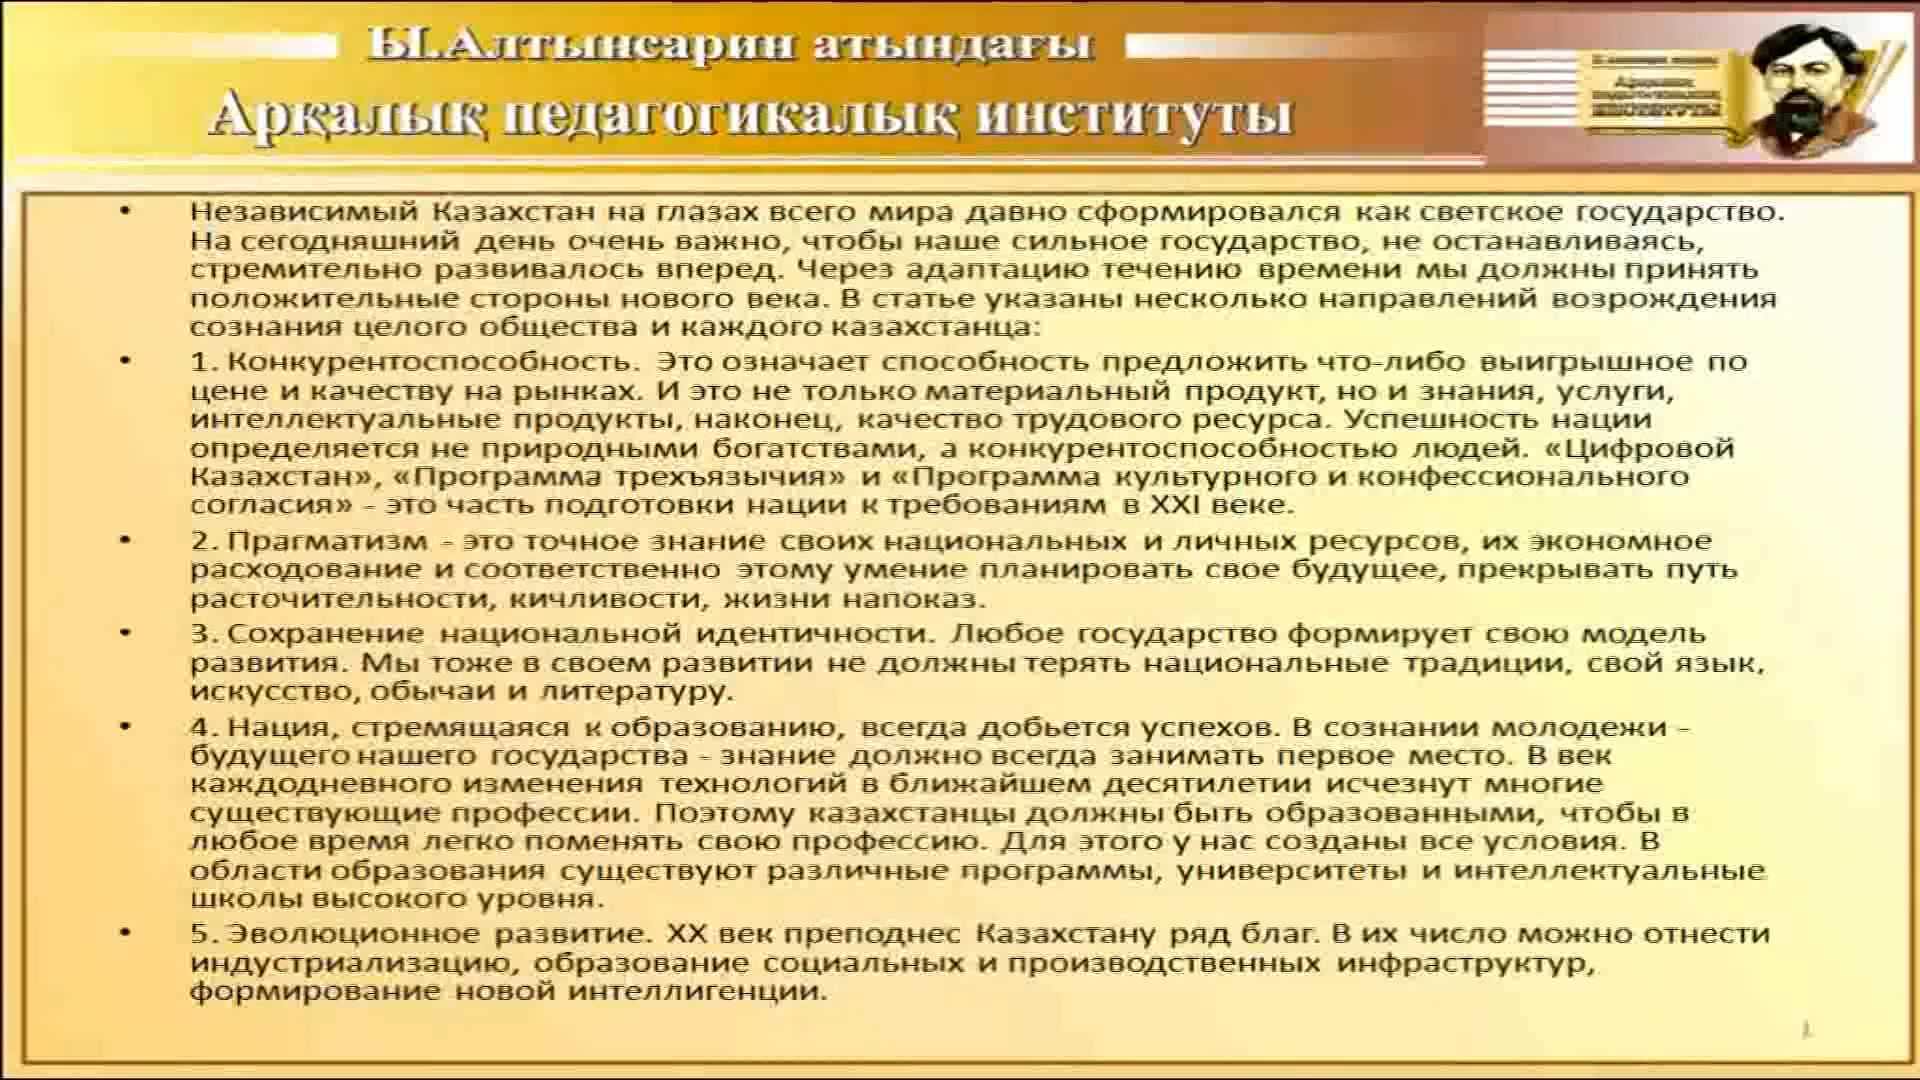 Ы.Алтынсарин атындағы
Арқалық педагогикалық институты
• Независимый Казахстан на глазах всего мира давно сформировался как светское государство.
На сегодняшний день очень важно, чтобы наше сильное государство, не останавливаясь,
стремительно развивалось вперед. Через адаптацию течению времени мы должны принять
положительные стороны нового века. В статье указаны несколько направлений возрождения
сознания целого общества и каждого казахстанца:
• 1. Конкурентоспособность. Это означает способность предложить что-либо выигрышное по
цене и качеству на рынках. И это не только материальный продукт, но и знания, услуги,
интеллектуальные продукты, наконец, качество трудового ресурса. Успешность нации
определяется не природными богатствами, а конкурентоспособностью людей. «Цифровой
Казахстан», «Программа трехъязычия» и «Программа культурного и конфессионального
согласия» - это часть подготовки нации к требованиям в XXI веке.
• 2. Прагматизм - это точное знание своих национальных и личных ресурсов, их экономное
расходование и соответственно этому умение планировать свое будущее, прекрывать путь
расточительности, кичливости, жизни напоказ.
• 3. Сохранение национальной идентичности. Любое государство формирует свою модель
развития. Мы тоже в своем развитии не должны терять национальные традиции, свой язык,
искусство, обычаи и литературу.
• 4. Нация, стремящаяся к образованию, всегда добьется успехов. В сознании молодежи -
будущего нашего государства - знание должно всегда занимать первое место. В век
каждодневного изменения технологий в ближайшем десятилетии исчезнут многие
существующие профессии. Поэтому казахстанцы должны быть образованными, чтобы в
любое время легко поменять свою профессию. Для этого у нас созданы все условия. В
области образования существуют различные программы, университеты и интеллектуальные
школы высокого уровня.
• 5. Эволюционное развитие. XX век преподнес Казахстану ряд благ. В их число можно отнести
индустриализацию, образование социальных и производственных инфраструктур,
формирование новой интеллигенции.